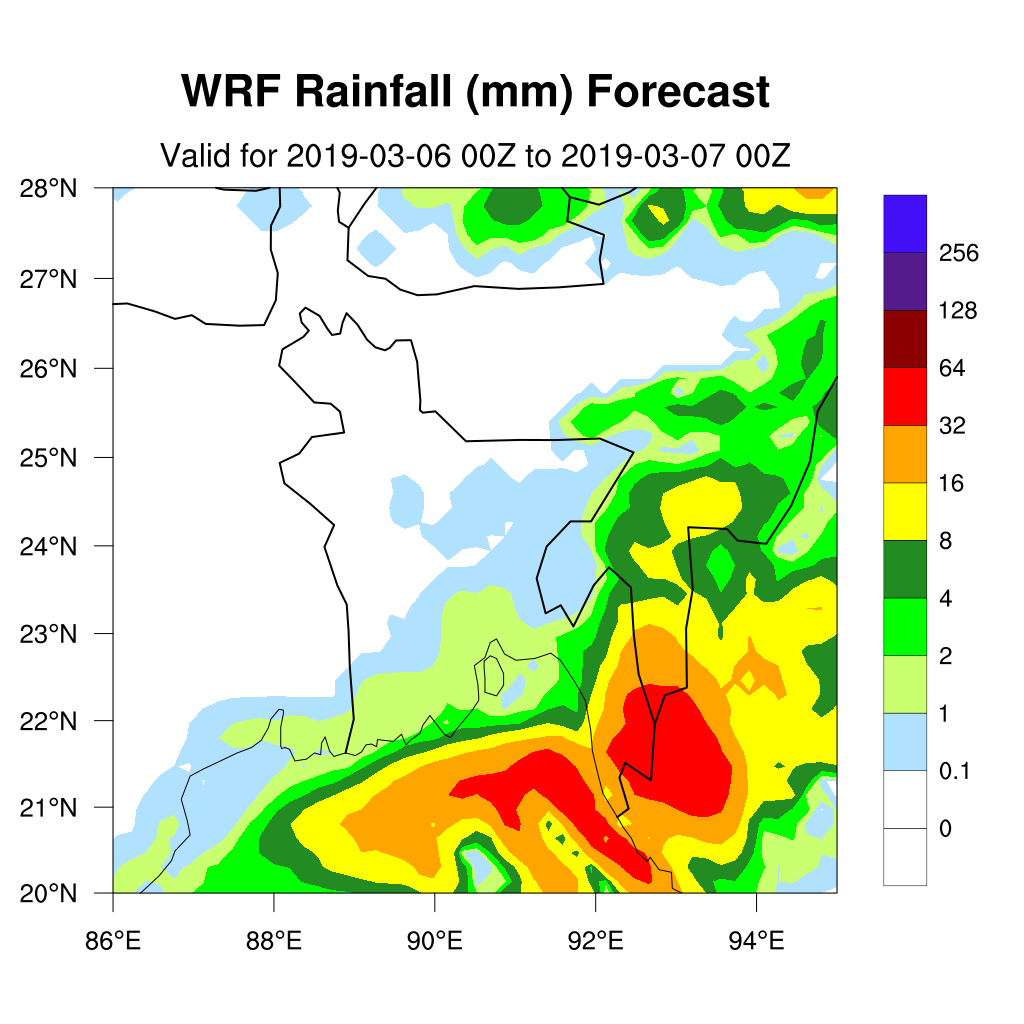 WRF Rainfall (mm) Forecast
Valid for 2019-03-06 00Z to 2019-03-07 00Z
28°N
27°N
26°N
25°N
24°N
23°N
22°N
21°N
20°N
86°E 88°E 90°E 92°E 94°E
256
128
64
32
16
8
4
2
1
0.1
0